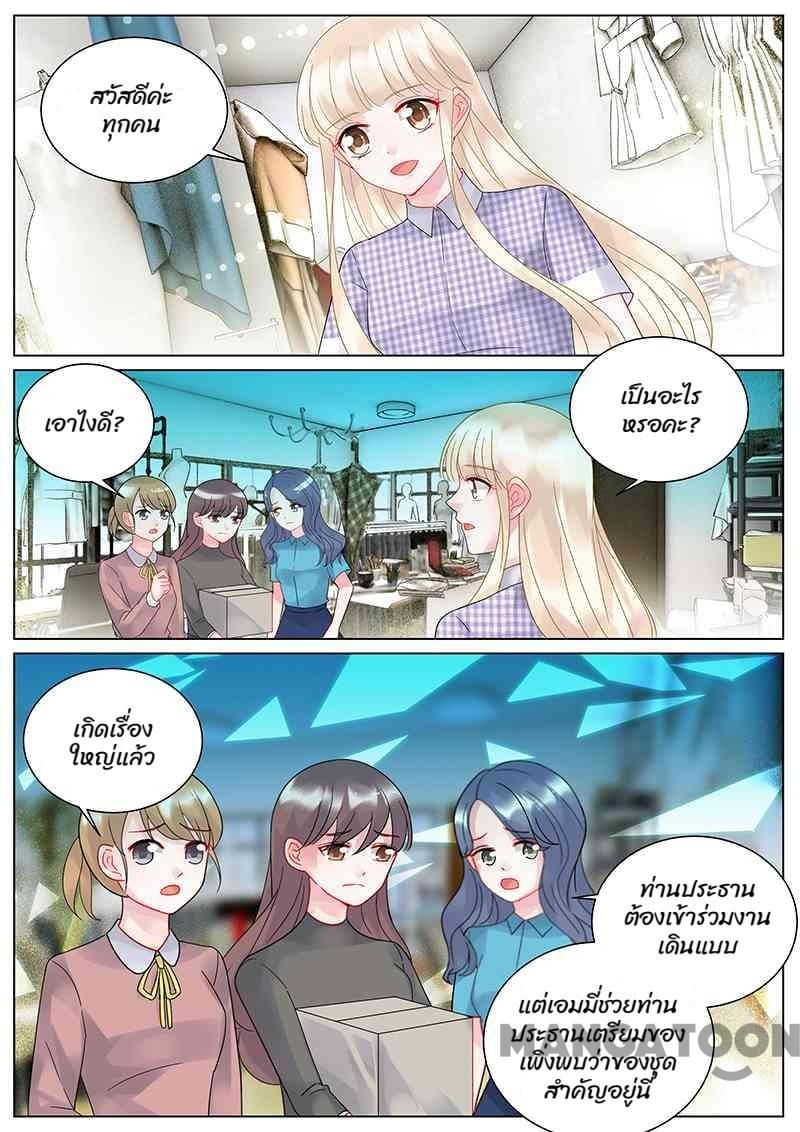 สวัสดีค่ะ
ทุกคน
เอาไงดี?
เป็นอะไร
หรอคะ?
เกิดเรื่อง
ใหญ่แล้ว
ท่านประธาน
ต้องเข้าร่วมงาน
เดินแบบ
แต่เอมมี่ช่วยท่าน
ประธานเตรียมของ
เพิ่งพบว่าของชุด
สำคัญอยู่นี่
MANGATOON